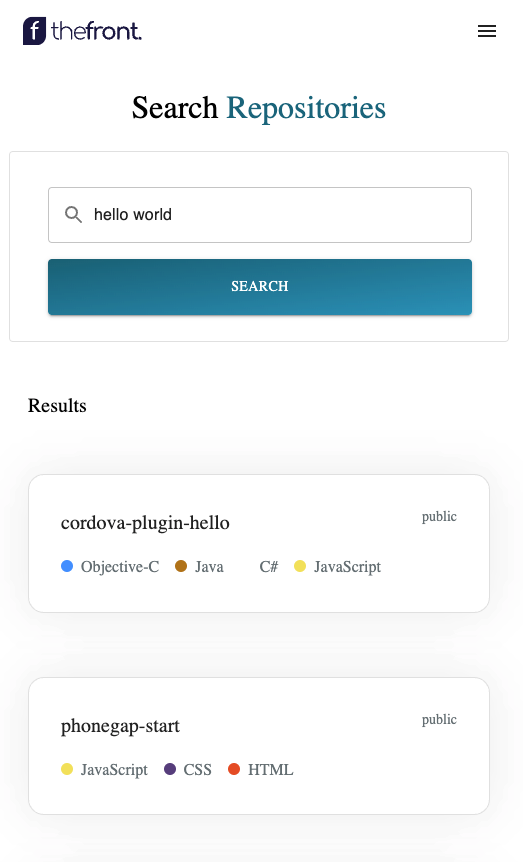 f thefront.
Search Repositories
hello world
SEARCH
Results
cordova-plugin-hello public
Objective-C Java C# JavaScript
phonegap-start public
JavaScript CSS HTML